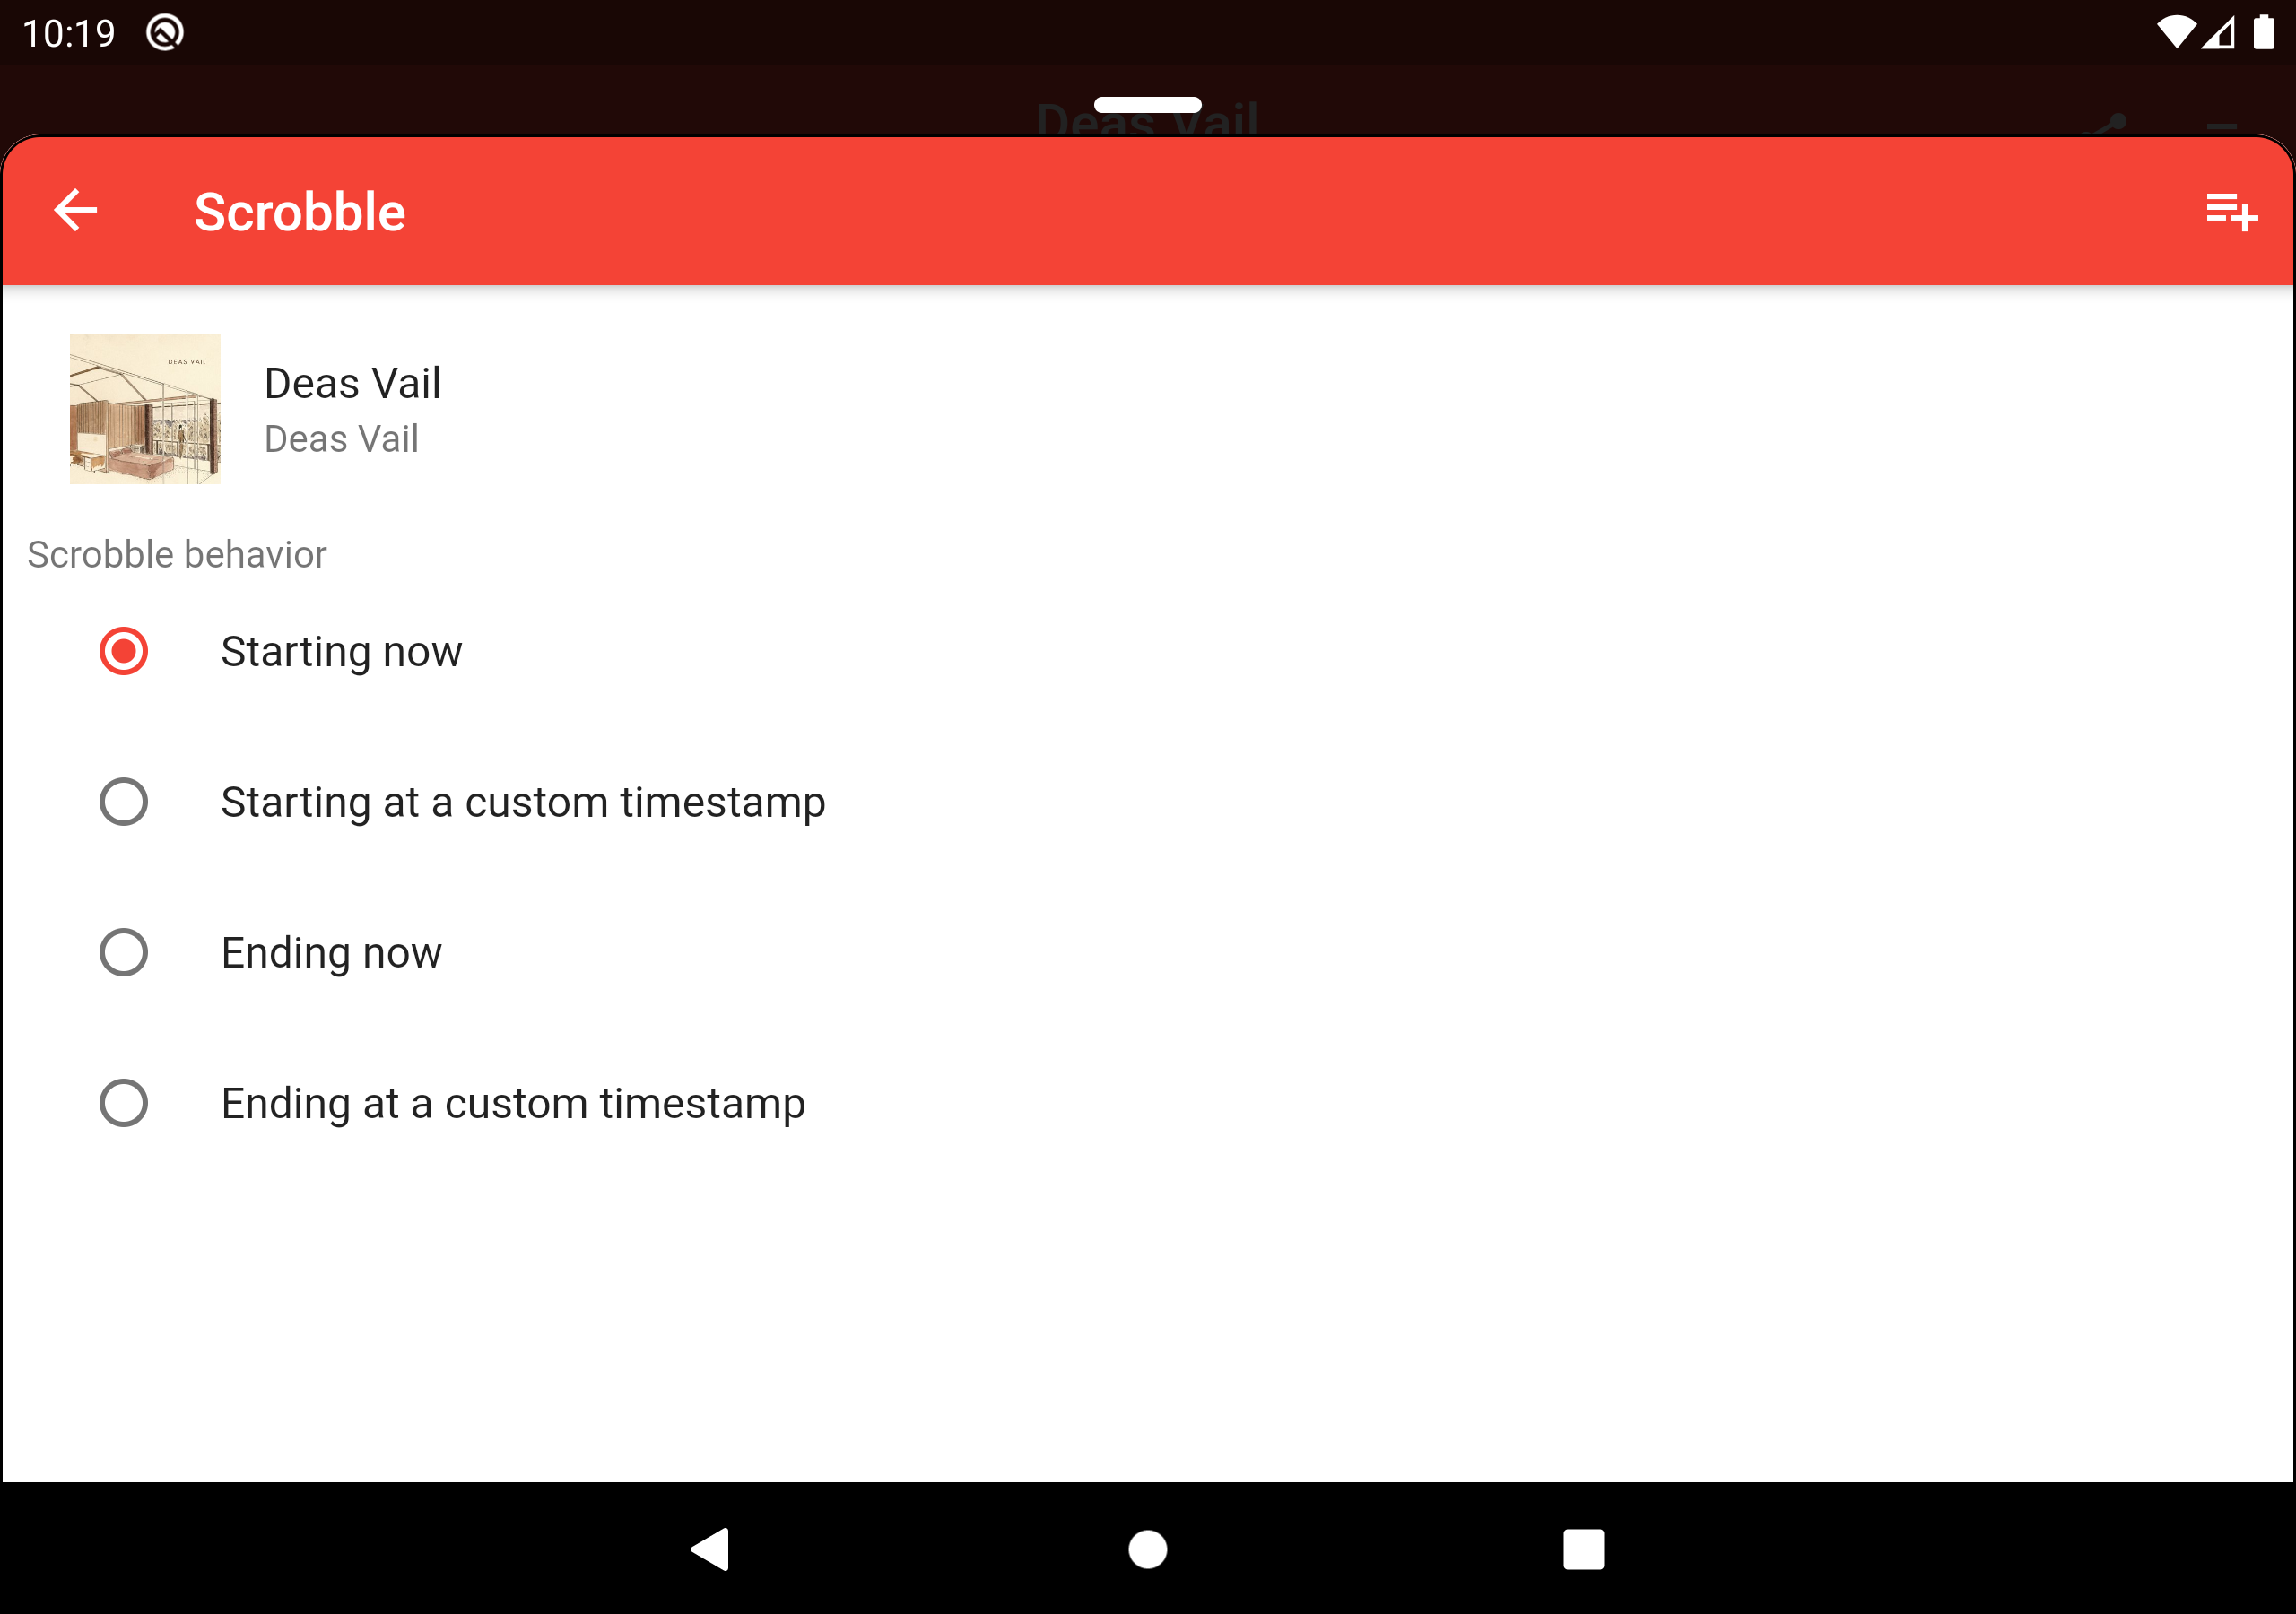 10:19
Deas Vail
Scrobble
DEAS VAIL
Deas Vail
Deas Vail
Scrobble behavior
Starting now
Starting at a custom timestamp
Ending now
Ending at a custom timestamp